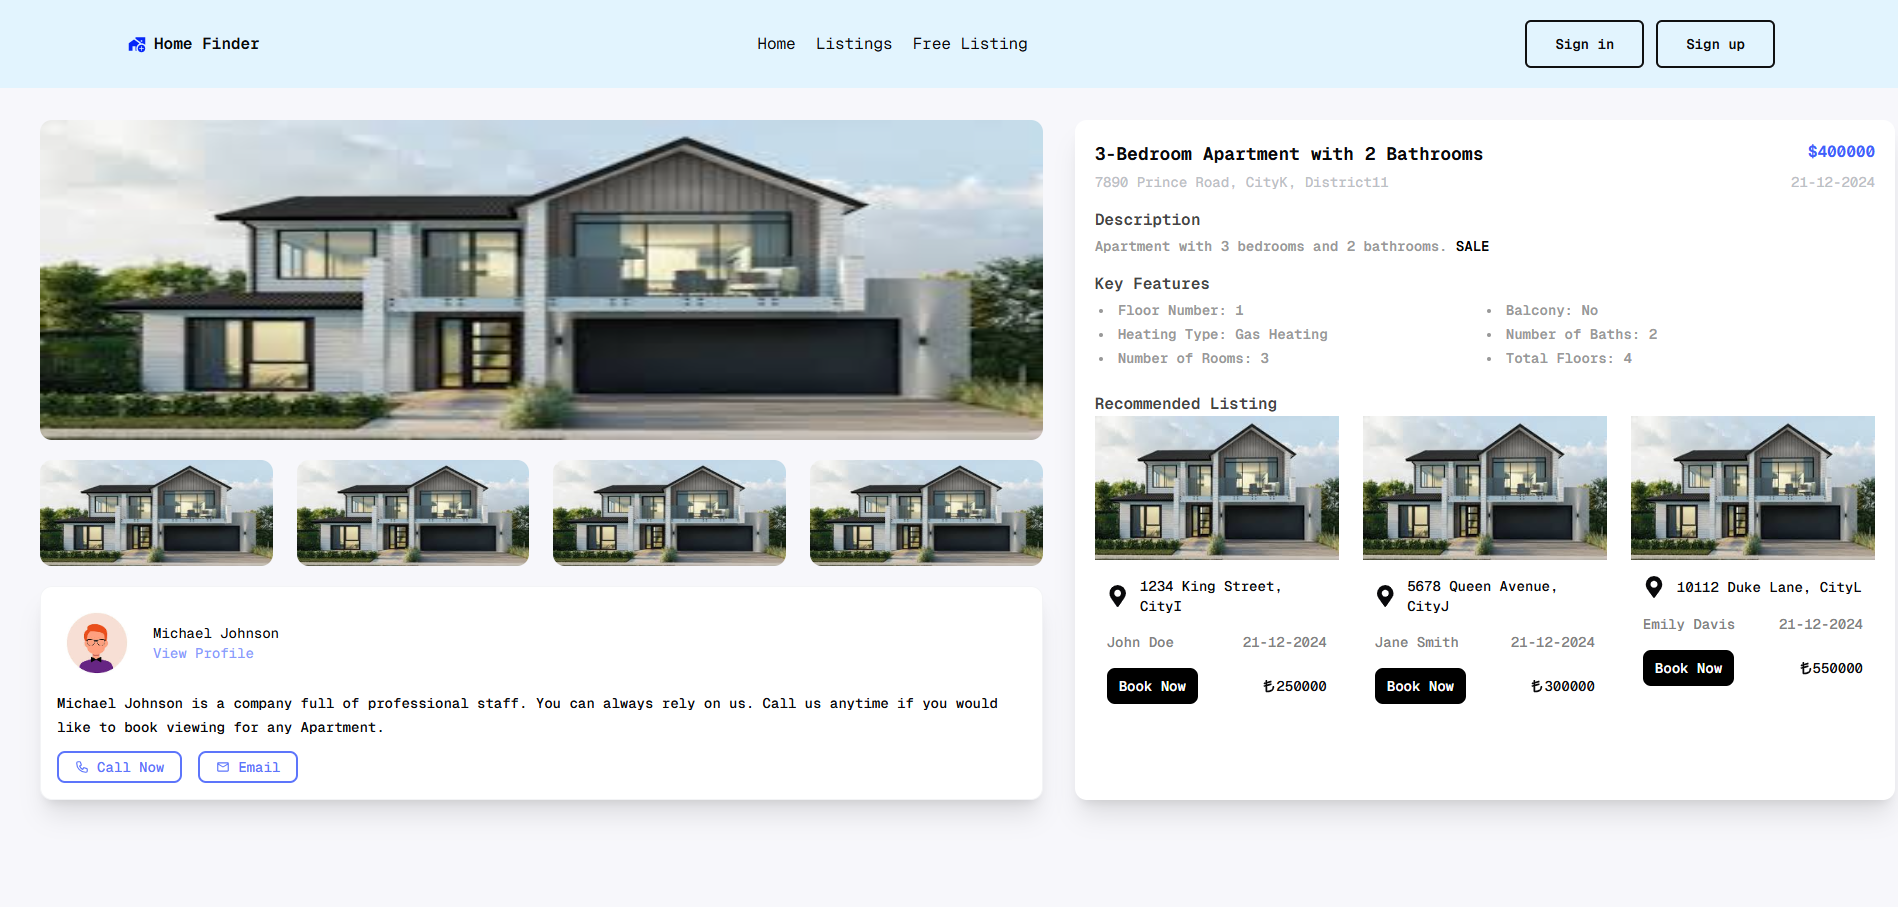 Home Finder
Home Listings Free Listing
Sign in
Sign up
3-Bedroom Apartment with 2 Bathrooms
$400000
7890 Prince Road, CityK, District11
21-12-2024
Description
Apartment with 3 bedrooms and 2 bathrooms. SALE
Key Features
• Floor Number: 1
• Balcony: No
• Heating Type: Gas Heating
• Number of Baths: 2
• Number of Rooms: 3
• Total Floors: 4
Recommended Listing
1234 King Street,
CityI
John Doe
21-12-2024
Book Now
₺250000
5678 Queen Avenue,
CityJ
Jane Smith
21-12-2024
Book Now
₺300000
10112 Duke Lane, CityL
Emily Davis
21-12-2024
Book Now
₺550000
Michael Johnson
View Profile
Michael Johnson is a company full of professional staff. You can always rely on us. Call us anytime if you would
like to book viewing for any Apartment.
Call Now
Email